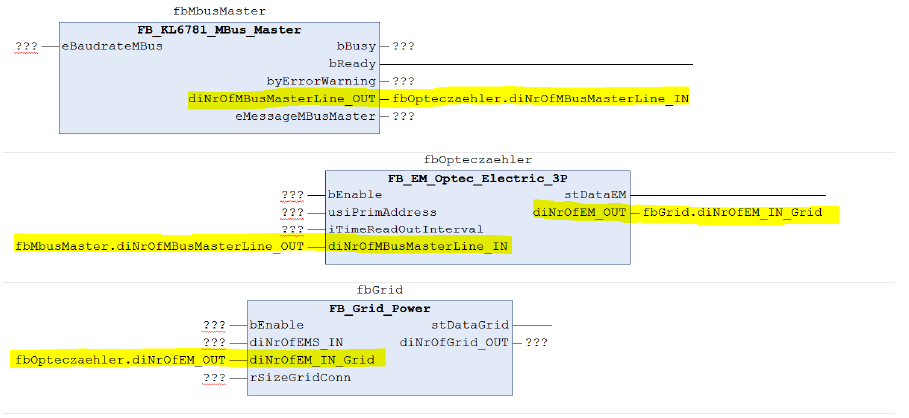 fbMbusMaster
FB_KL6781_MBus_Master
??? eBaudrateMBus bBusy ???
bReady
byErrorWarning ???
diNrOfMBusMasterLine_OUT fbOpteczaehler.diNrOfMBusMasterLine_IN
eMessageMBusMaster ???
fbOpteczaehler
FB_EM_Optec_Electric_3P
??? bEnable stDataEM
??? usiPrimAddress diNrOfEM_OUT fbGrid.diNrOfEM_IN_Grid
??? iTimeReadOutInterval
fbMbusMaster.diNrOfMBusMasterLine_OUT diNrOfMBusMasterLine_IN
fbGrid
FB_Grid_Power
??? bEnable stDataGrid
??? diNrOfEMS_IN diNrOfGrid_OUT ???
fbOpteczaehler.diNrOfEM_OUT diNrOfEM_IN_Grid
??? rSizeGridConn